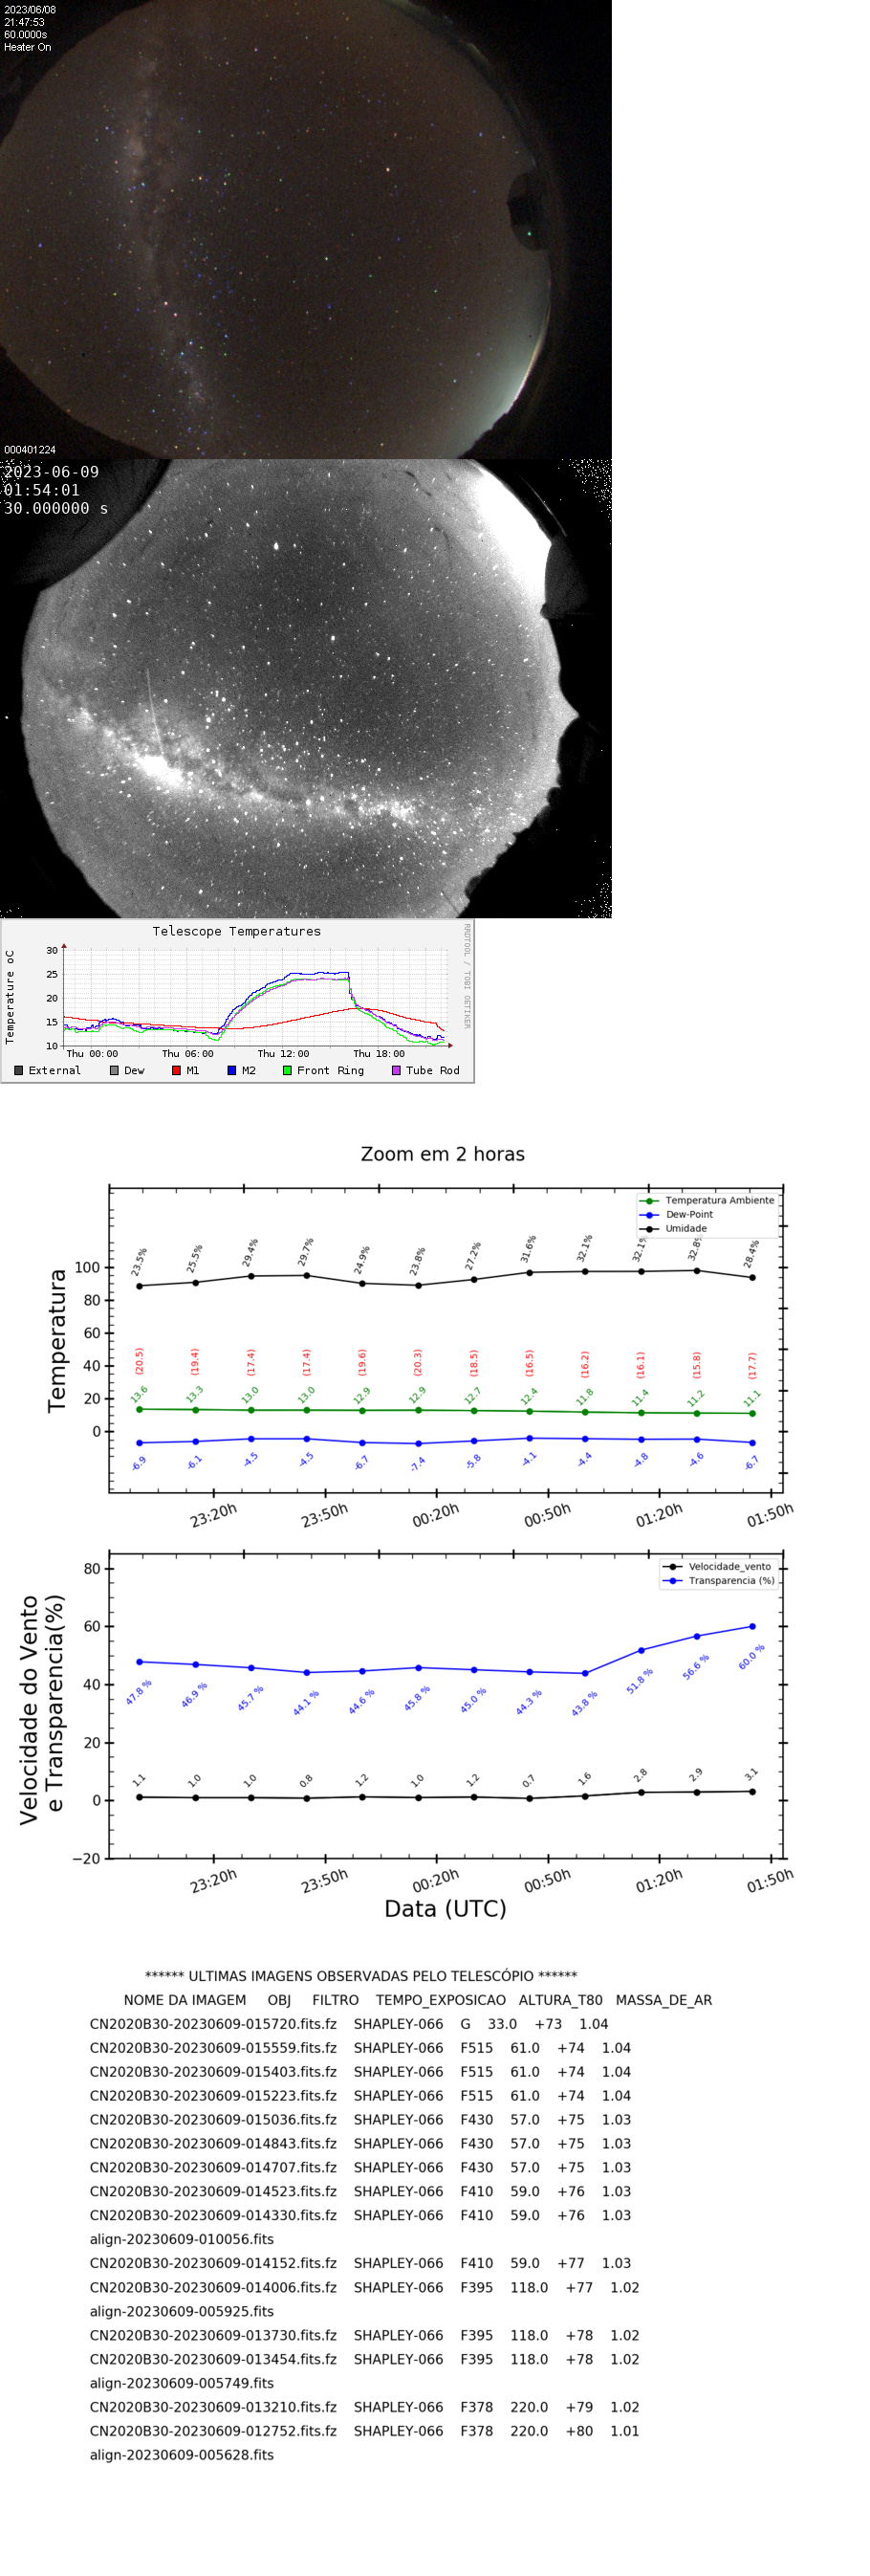 2023/06/08
21:47:53
60.0000s
Heater On
000401224
2023-06-09
01:54:01
30.000000 s
Telescope Temperatures
RRDTOOL / TOBI OETIKER
Temperature oC
30
25
20
15
10
Thu 00:00 Thu 06:00 Thu 12:00 Thu 18:00
External Dew M1 M2 Front Ring Tube Rod
Zoom em 2 horas
Temperatura Ambiente
Dew-Point
Umidade
Temperatura
100
80
60
40
20
0
23.5% 25.5% 29.4% 29.7% 24.9% 23.8% 27.2% 31.6% 32.1% 32.1% 32.8% 28.4%
(20.5) (19.4) (17.4) (17.4) (19.6) (20.3) (18.5) (16.5) (16.2) (16.1) (15.8) (17.7)
13.6 13.3 13.0 13.0 12.9 12.9 12.7 12.4 11.8 11.4 11.2 11.1
-6.9 -6.1 -4.5 -4.5 -6.7 -7.4 -5.8 -4.1 -4.4 -4.8 -4.6 -6.7
23:20h 23:50h 00:20h 00:50h 01:20h 01:50h
Velocidade_vento
Transparencia (%)
Velocidade do Vento
e Transparencia(%)
80
60
40
20
0
−20
47.8 % 46.9 % 45.7 % 44.1 % 44.6 % 45.8 % 45.0 % 44.3 % 43.8 % 51.8 % 56.6 % 60.0 %
1.1 1.0 1.0 0.8 1.2 1.0 1.2 0.7 1.6 2.8 2.9 3.1
23:20h 23:50h 00:20h 00:50h 01:20h 01:50h
Data (UTC)
****** ULTIMAS IMAGENS OBSERVADAS PELO TELESCÓPIO ******
NOME DA IMAGEM OBJ FILTRO TEMPO_EXPOSICAO ALTURA_T80 MASSA_DE_AR
CN2020B30-20230609-015720.fits.fz SHAPLEY-066 G 33.0 +73 1.04
CN2020B30-20230609-015559.fits.fz SHAPLEY-066 F515 61.0 +74 1.04
CN2020B30-20230609-015403.fits.fz SHAPLEY-066 F515 61.0 +74 1.04
CN2020B30-20230609-015223.fits.fz SHAPLEY-066 F515 61.0 +74 1.04
CN2020B30-20230609-015036.fits.fz SHAPLEY-066 F430 57.0 +75 1.03
CN2020B30-20230609-014843.fits.fz SHAPLEY-066 F430 57.0 +75 1.03
CN2020B30-20230609-014707.fits.fz SHAPLEY-066 F430 57.0 +75 1.03
CN2020B30-20230609-014523.fits.fz SHAPLEY-066 F410 59.0 +76 1.03
CN2020B30-20230609-014330.fits.fz SHAPLEY-066 F410 59.0 +76 1.03
align-20230609-010056.fits
CN2020B30-20230609-014152.fits.fz SHAPLEY-066 F410 59.0 +77 1.03
CN2020B30-20230609-014006.fits.fz SHAPLEY-066 F395 118.0 +77 1.02
align-20230609-005925.fits
CN2020B30-20230609-013730.fits.fz SHAPLEY-066 F395 118.0 +78 1.02
CN2020B30-20230609-013454.fits.fz SHAPLEY-066 F395 118.0 +78 1.02
align-20230609-005749.fits
CN2020B30-20230609-013210.fits.fz SHAPLEY-066 F378 220.0 +79 1.02
CN2020B30-20230609-012752.fits.fz SHAPLEY-066 F378 220.0 +80 1.01
align-20230609-005628.fits